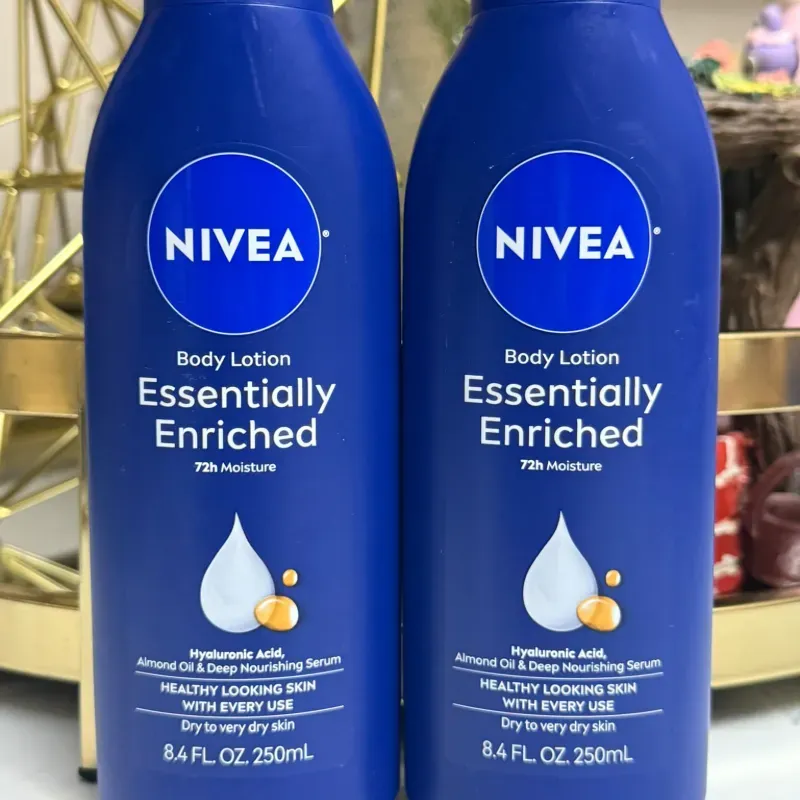 NIVEA®
Body Lotion
Essentially
Enriched
72h Moisture
Hyaluronic Acid,
Almond Oil & Deep Nourishing Serum
HEALTHY LOOKING SKIN
WITH EVERY USE
Dry to very dry skin
8.4 FL. OZ. 250mL
NIVEA®
Body Lotion
Essentially
Enriched
72h Moisture
Hyaluronic Acid,
Almond Oil & Deep Nourishing Serum
HEALTHY LOOKING SKIN
WITH EVERY USE
Dry to very dry skin
8.4 FL. OZ. 250mL